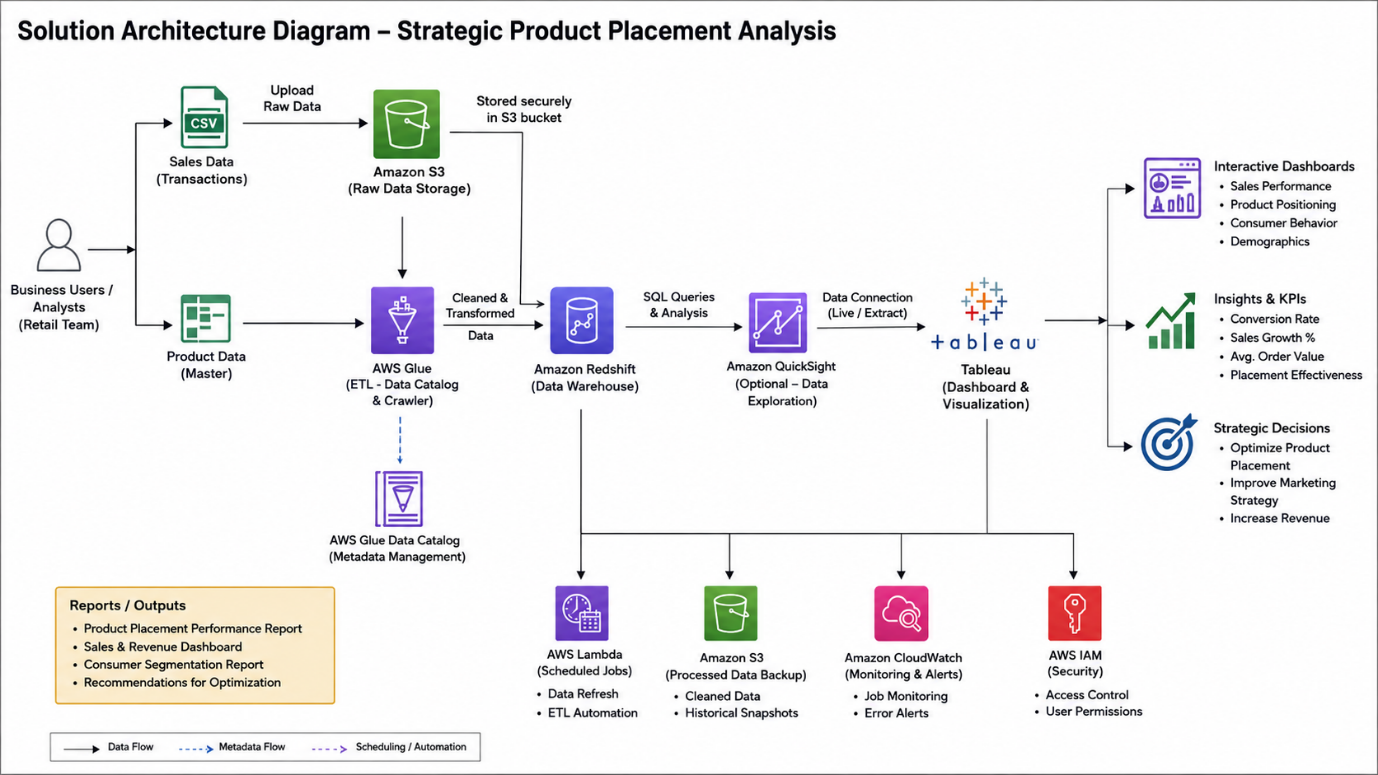 Solution Architecture Diagram – Strategic Product Placement Analysis
Upload
Raw Data
Stored securely
in S3 bucket
CSV
Sales Data
(Transactions)
Amazon S3
(Raw Data Storage)
Business Users /
Analysts
(Retail Team)
Product Data
(Master)
AWS Glue
(ETL - Data Catalog
& Crawler)
Cleaned &
Transformed
Data
Amazon Redshift
(Data Warehouse)
SQL Queries
& Analysis
Amazon QuickSight
(Optional – Data
Exploration)
Data Connection
(Live / Extract)
+ableau
Tableau
(Dashboard &
Visualization)
Interactive Dashboards
• Sales Performance
• Product Positioning
• Consumer Behavior
• Demographics
Insights & KPIs
• Conversion Rate
• Sales Growth %
• Avg. Order Value
• Placement Effectiveness
Strategic Decisions
• Optimize Product
Placement
• Improve Marketing
Strategy
• Increase Revenue
AWS Glue Data Catalog
(Metadata Management)
AWS Lambda
(Scheduled Jobs)
• Data Refresh
• ETL Automation
Amazon S3
(Processed Data Backup)
• Cleaned Data
• Historical Snapshots
Amazon CloudWatch
(Monitoring & Alerts)
• Job Monitoring
• Error Alerts
AWS IAM
(Security)
• Access Control
• User Permissions
Reports / Outputs
• Product Placement Performance Report
• Sales & Revenue Dashboard
• Consumer Segmentation Report
• Recommendations for Optimization
Data Flow
Metadata Flow
Scheduling / Automation